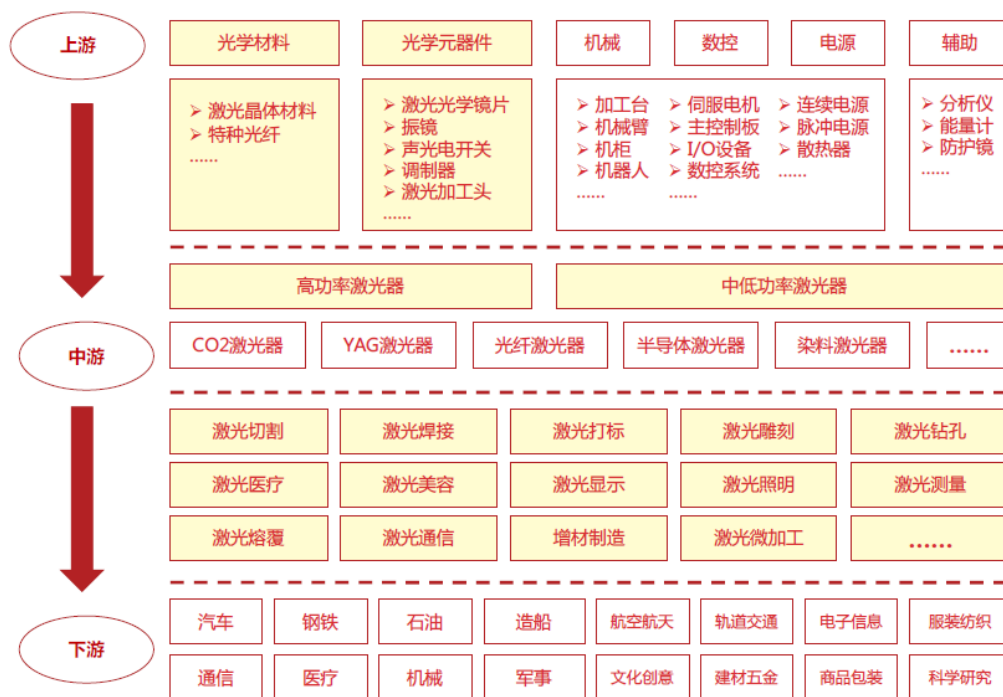 上游
光学材料
光学元器件
机械
数控
电源
辅助
➢ 激光晶体材料
➢ 特种光纤
……
➢ 激光光学镜片
➢ 振镜
➢ 声光电开关
➢ 调制器
➢ 激光加工头
……
➢ 加工台
➢ 机械臂
➢ 机柜
➢ 机器人
……
➢ 伺服电机
➢ 主控制板
➢ I/O设备
➢ 数控系统
……
➢ 连续电源
➢ 脉冲电源
➢ 散热器
……
➢ 分析仪
➢ 能量计
➢ 防护镜
……
高功率激光器
中低功率激光器
中游
CO2激光器
YAG激光器
光纤激光器
半导体激光器
染料激光器
……
激光切割
激光焊接
激光打标
激光雕刻
激光钻孔
激光医疗
激光美容
激光显示
激光照明
激光测量
激光熔覆
激光通信
增材制造
激光微加工
……
下游
汽车
钢铁
石油
造船
航空航天
轨道交通
电子信息
服装纺织
通信
医疗
机械
军事
文化创意
建材五金
商品包装
科学研究